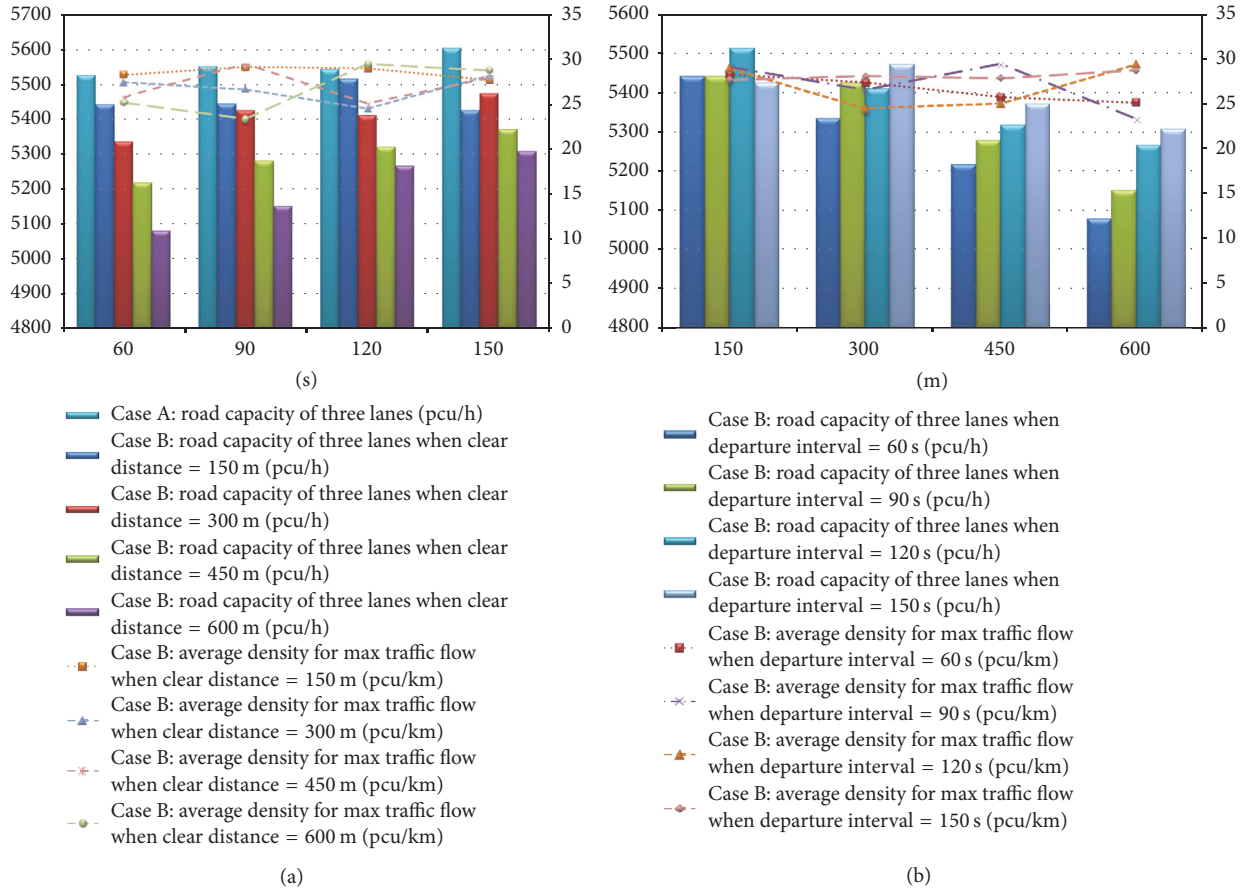 5700
5600
5500
5400
5300
5200
5100
5000
4900
4800
35
30
25
20
15
10
5
0
60 90 120 150
(s)
Case A: road capacity of three lanes (pcu/h)
Case B: road capacity of three lanes when clear
distance = 150 m (pcu/h)
Case B: road capacity of three lanes when clear
distance = 300 m (pcu/h)
Case B: road capacity of three lanes when clear
distance = 450 m (pcu/h)
Case B: road capacity of three lanes when clear
distance = 600 m (pcu/h)
Case B: average density for max traffic flow
when clear distance = 150 m (pcu/km)
Case B: average density for max traffic flow
when clear distance = 300 m (pcu/km)
Case B: average density for max traffic flow
when clear distance = 450 m (pcu/km)
Case B: average density for max traffic flow
when clear distance = 600 m (pcu/km)
(a)
5600
5500
5400
5300
5200
5100
5000
4900
4800
35
30
25
20
15
10
5
0
150 300 450 600
(m)
Case B: road capacity of three lanes when
departure interval = 60 s (pcu/h)
Case B: road capacity of three lanes when
departure interval = 90 s (pcu/h)
Case B: road capacity of three lanes when
departure interval = 120 s (pcu/h)
Case B: road capacity of three lanes when
departure interval = 150 s (pcu/h)
Case B: average density for max traffic flow
when departure interval = 60 s (pcu/km)
Case B: average density for max traffic flow
when departure interval = 90 s (pcu/km)
Case B: average density for max traffic flow
when departure interval = 120 s (pcu/km)
Case B: average density for max traffic flow
when departure interval = 150 s (pcu/km)
(b)